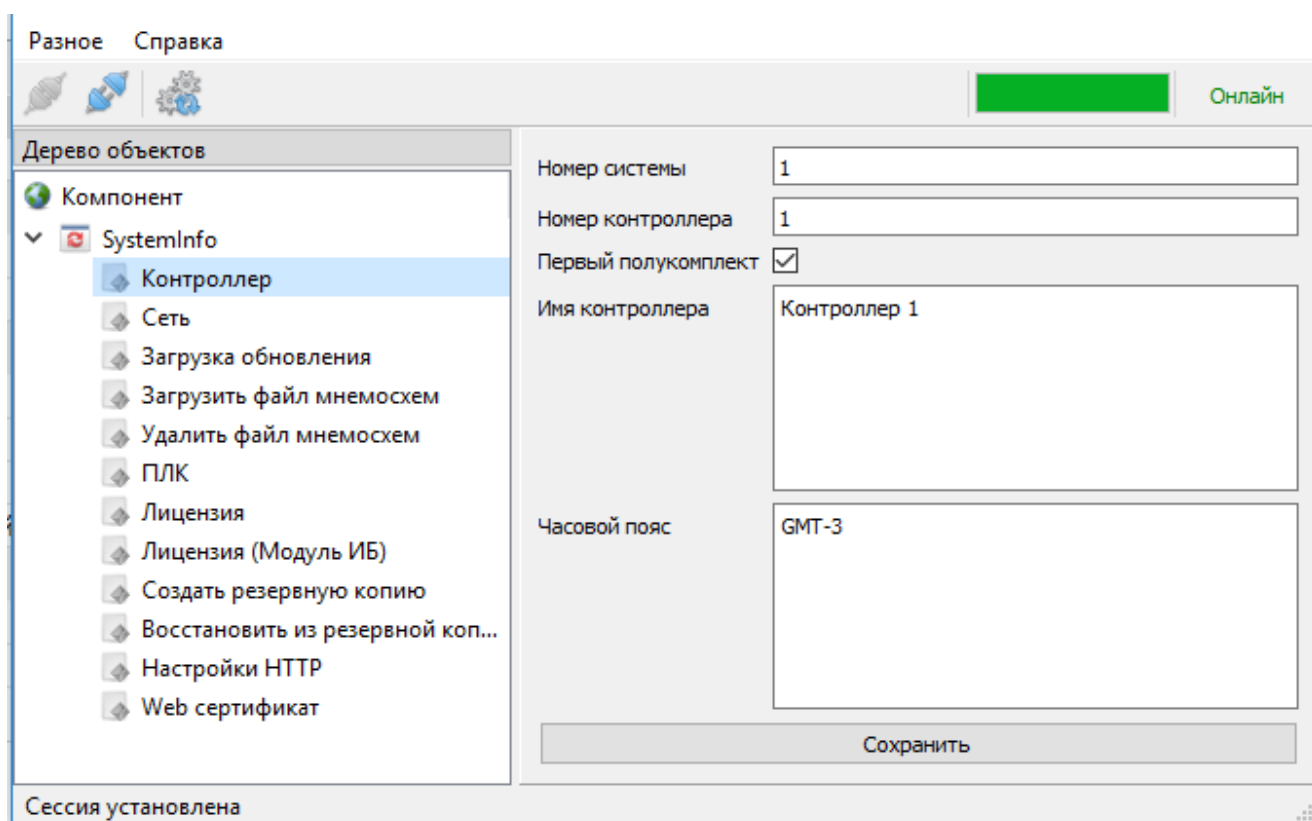 Разное Справка
Онлайн
Дерево объектов
Компонент
SystemInfo
Контроллер
Сеть
Загрузка обновления
Загрузить файл мнемосхем
Удалить файл мнемосхем
ПЛК
Лицензия
Лицензия (Модуль ИБ)
Создать резервную копию
Восстановить из резервной коп...
Настройки HTTP
Web сертификат
Номер системы 1
Номер контроллера 1
Первый полукомплект
Имя контроллера Контроллер 1
Часовой пояс GMT-3
Сохранить
Сессия установлена